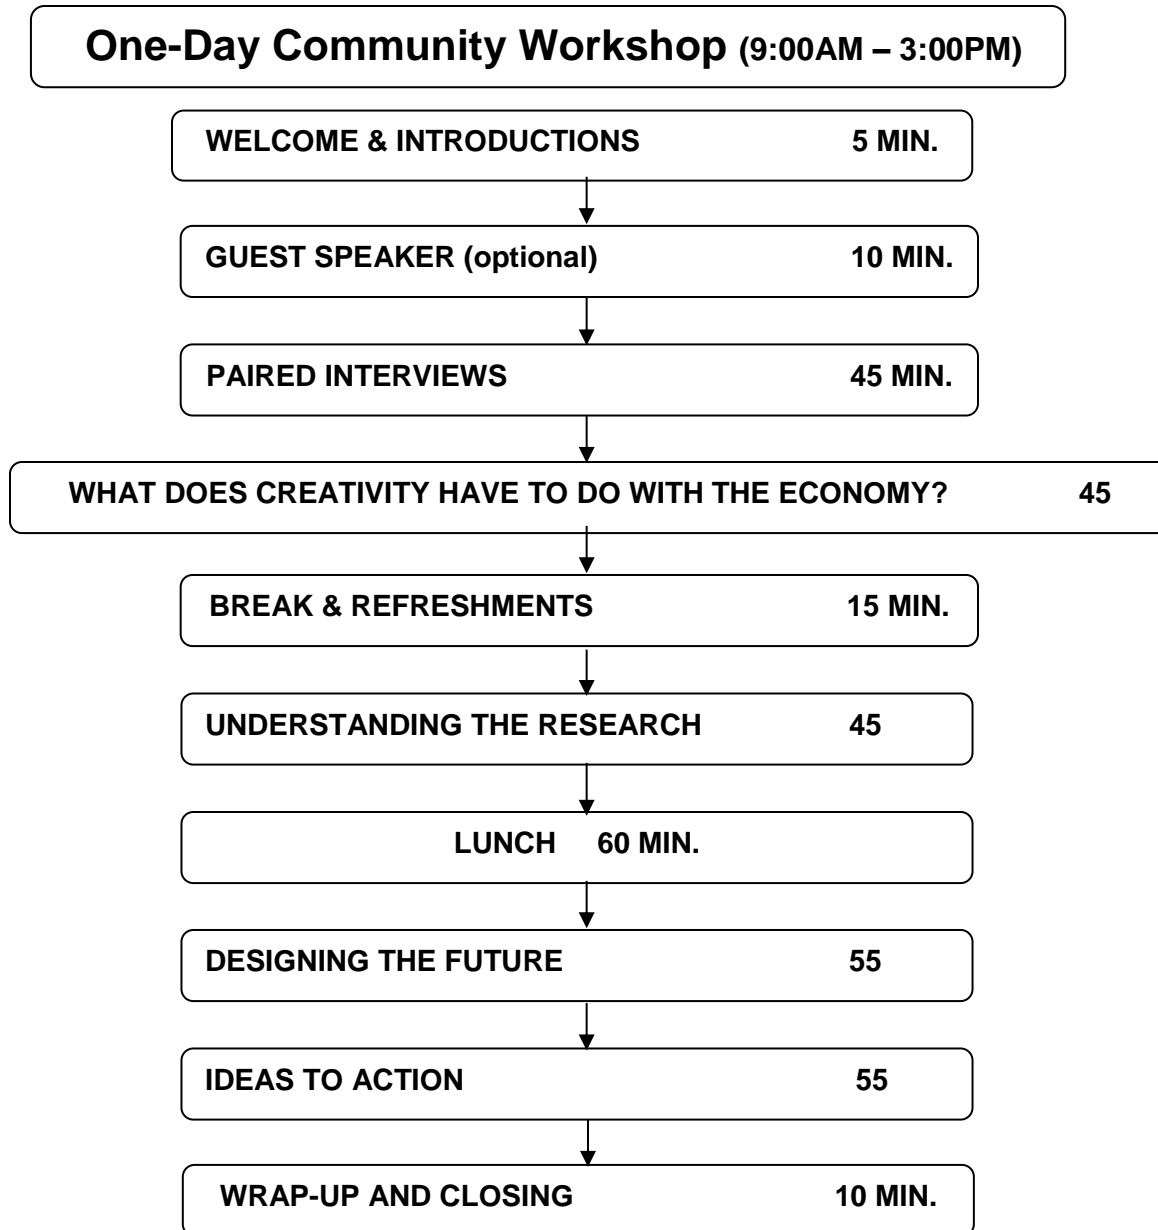 One-Day Community Workshop (9:00AM – 3:00PM)
WELCOME & INTRODUCTIONS 5 MIN.
GUEST SPEAKER (optional) 10 MIN.
PAIRED INTERVIEWS 45 MIN.
WHAT DOES CREATIVITY HAVE TO DO WITH THE ECONOMY? 45
BREAK & REFRESHMENTS 15 MIN.
UNDERSTANDING THE RESEARCH 45
LUNCH 60 MIN.
DESIGNING THE FUTURE 55
IDEAS TO ACTION 55
WRAP-UP AND CLOSING 10 MIN.